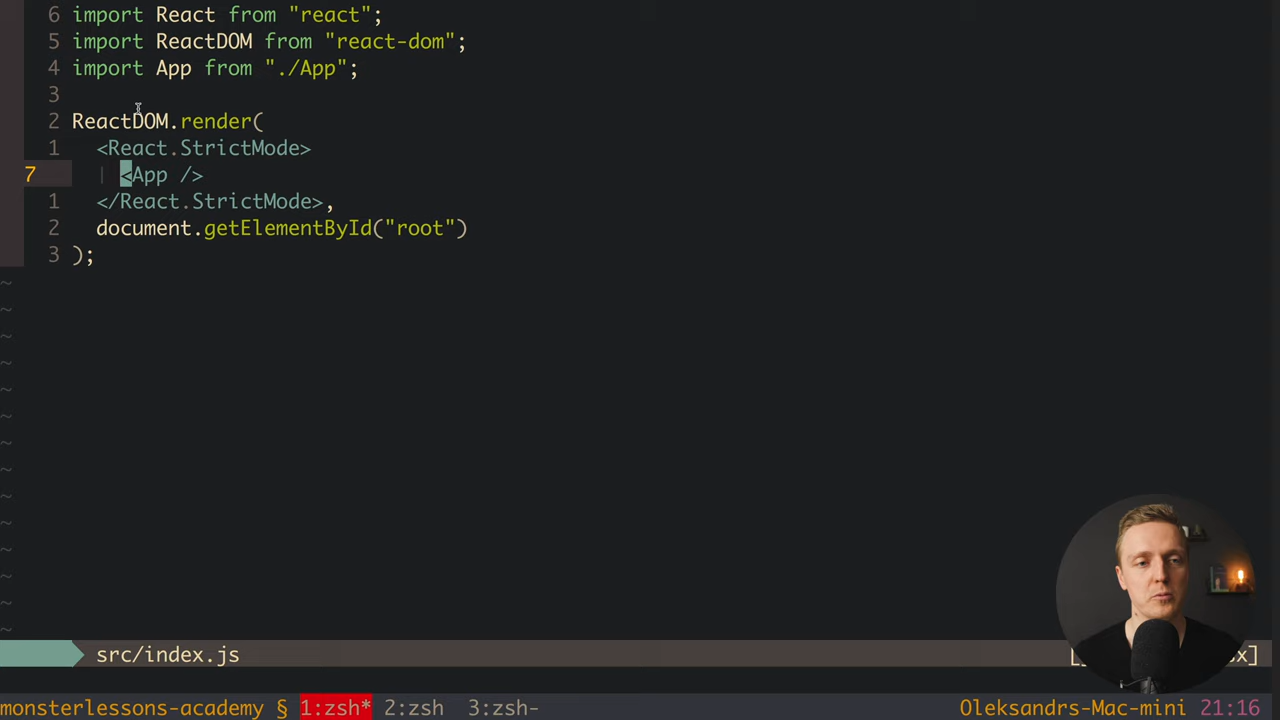 6 import React from "react";
5 import ReactDOM from "react-dom";
4 import App from "./App";
3
2 ReactDOM.render(
1 <React.StrictMode>
7 <App />
1 </React.StrictMode>,
2 document.getElementById("root")
3 );
~
~
~
~
~
~
~
~
~
~
~
~
~
~
src/index.js [ x]
monsterlessons-academy § 1:zsh* 2:zsh 3:zsh- Oleksandrs-Mac-mini 21:16